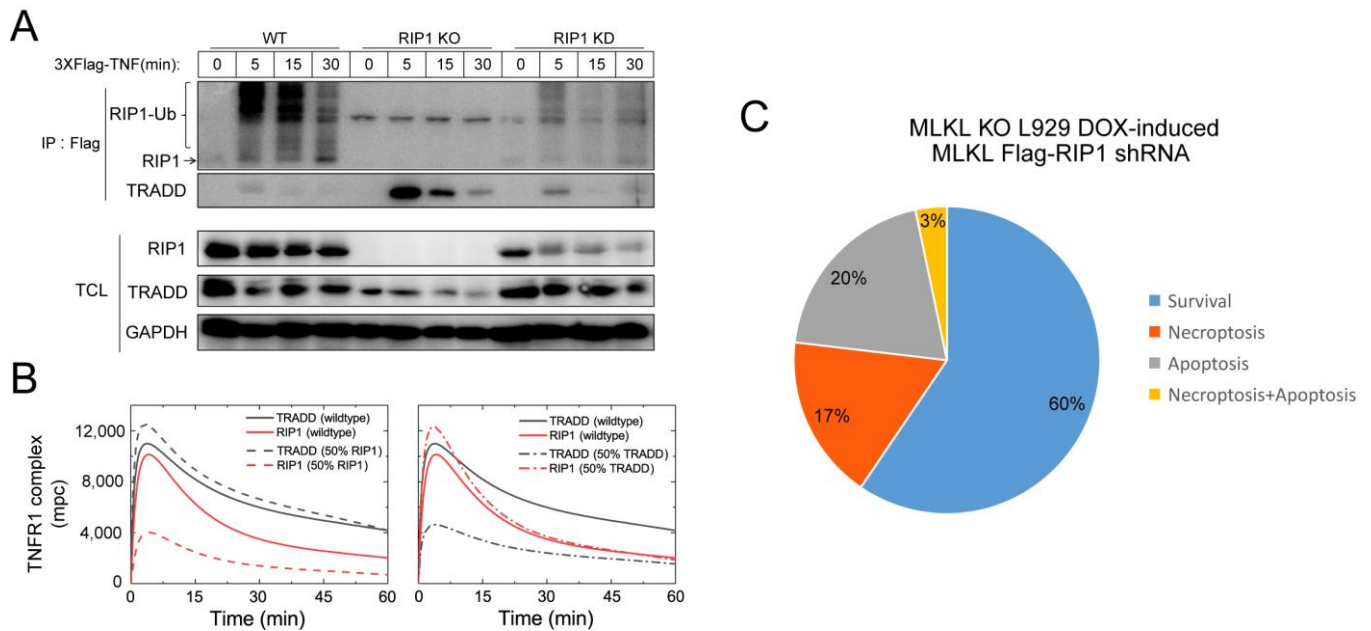 A
WT RIP1 KO RIP1 KD
3XFlag-TNF(min): 0 5 15 30 0 5 15 30 0 5 15 30
RIP1-Ub
IP : Flag
RIP1
TRADD
RIP1
TCL TRADD
GAPDH
B
TNFR1 complex
(mpc)
12,000
8,000
4,000
0
TRADD (wildtype)
RIP1 (wildtype)
TRADD (50% RIP1)
RIP1 (50% RIP1)
0 15 30 45 60
Time (min)
TRADD (wildtype)
RIP1 (wildtype)
TRADD (50% TRADD)
RIP1 (50% TRADD)
0 15 30 45 60
Time (min)
C
MLKL KO L929 DOX-induced
MLKL Flag-RIP1 shRNA
3%
20%
17%
60%
Survival
Necroptosis
Apoptosis
Necroptosis+Apoptosis